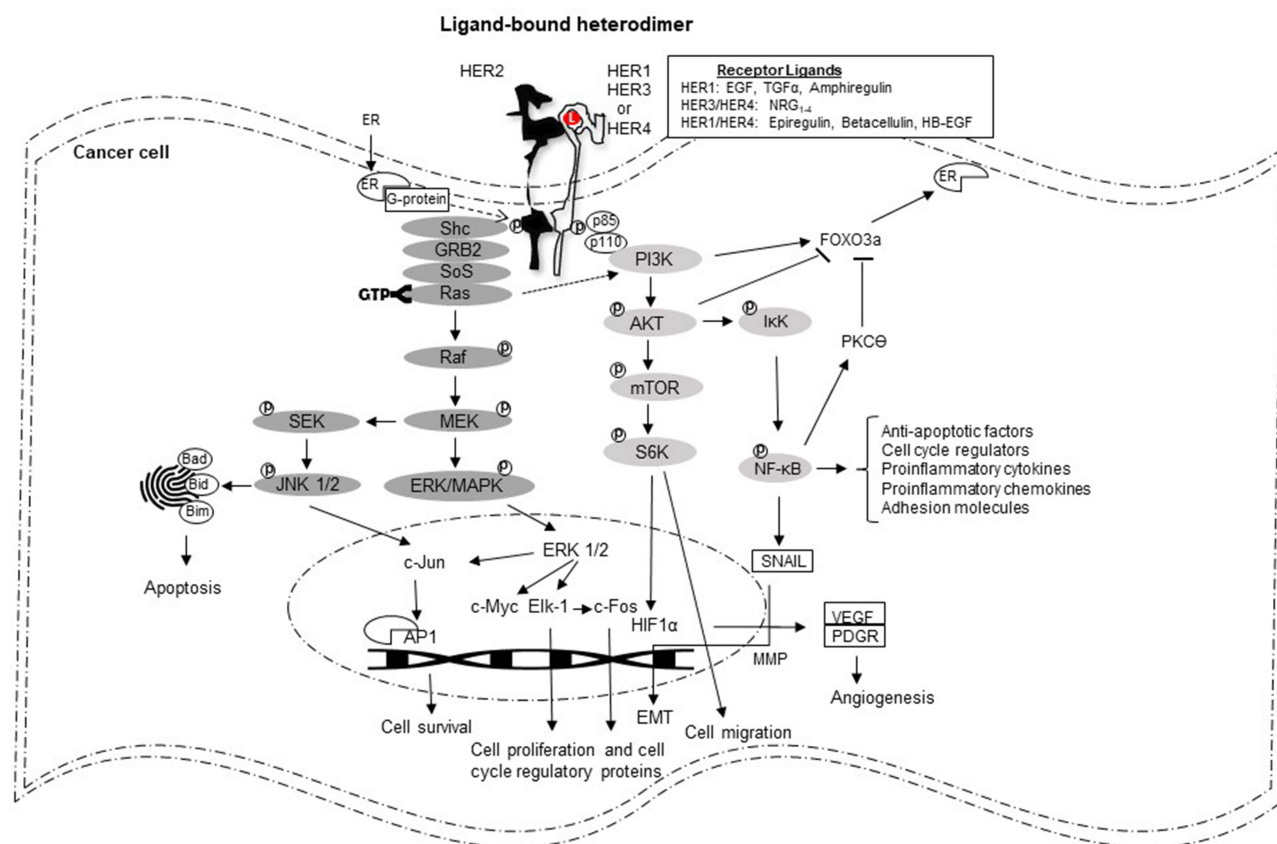 Ligand-bound heterodimer
HER2
HER1
HER3
or
HER4
L
Receptor Ligands
HER1: EGF, TGFα, Amphiregulin
HER3/HER4: NRG1-4
HER1/HER4: Epiregulin, Betacellulin, HB-EGF
ER
Cancer cell
ER
G-protein
ER
Shc
p
p
p85
p110
GRB2
SoS
GTP
Ras
PI3K
FOXO3a
p
AKT
p
IκK
PKCΘ
Raf
p
p
mTOR
p
SEK
MEK
p
p
S6K
p
NF-κB
Anti-apoptotic factors
Cell cycle regulators
Proinflammatory cytokines
Proinflammatory chemokines
Adhesion molecules
Bad
Bid
Bim
p
JNK 1/2
ERK/MAPK
p
Apoptosis
c-Jun
ERK 1/2
SNAIL
c-Myc
Elk-1
c-Fos
HIF1α
AP1
VEGF
PDGR
MMP
Angiogenesis
Cell survival
EMT
Cell migration
Cell proliferation and cell
cycle regulatory proteins